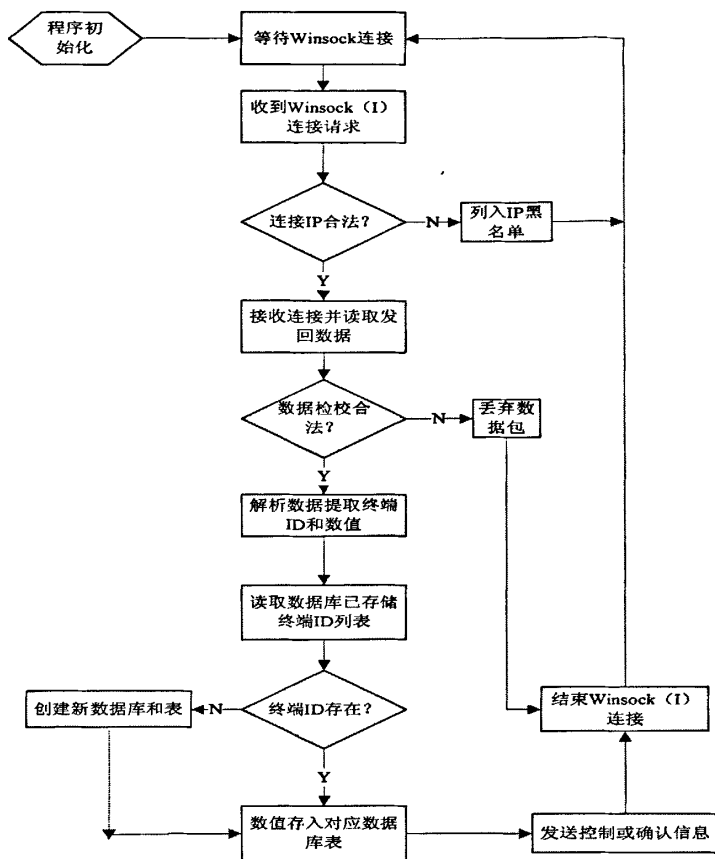 程序初
始化
等待Winsock连接
收到Winsock（I）
连接请求
连接IP合法？
N
列入IP黑
名单
Y
接收连接并读取发
回数据
数据检校合
法？
N
丢弃数
据包
Y
解析数据提取终端
ID和数值
读取数据库已存储
终端ID列表
创建新数据库和表
N
终端ID存在？
结束Winsock（I）
连接
Y
数值存入对应数据
库表
发送控制或确认信息